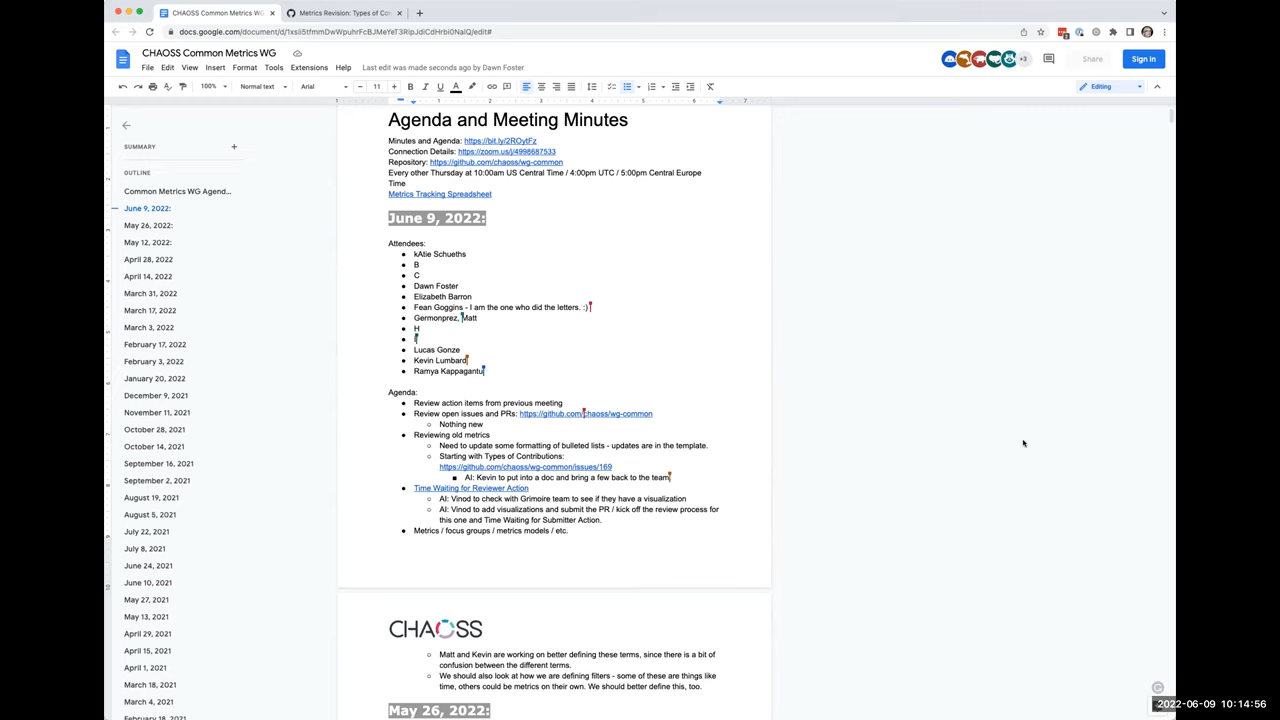 CHAOSS Common Metrics WG
Metrics Revision: Types of Con
docs.google.com/document/d/1xsii5tfmmDwWpuhrFcBJMeYeT3RlpJdiCdHrbi0NalQ/edit#
CHAOSS Common Metrics WG
File Edit View Insert Format Tools Extensions Help Last edit was made seconds ago by Dawn Foster
+3
Share
Sign in
100% Normal text Arial 11 Editing
SUMMARY
OUTLINE
Common Metrics WG Agend...
June 9, 2022:
May 26, 2022:
May 12, 2022:
April 28, 2022
April 14, 2022
March 31, 2022
March 17, 2022
March 3, 2022
February 17, 2022
February 3, 2022
January 20, 2022
December 9, 2021
November 11, 2021
October 28, 2021
October 14, 2021
September 16, 2021
September 2, 2021
August 19, 2021
August 5, 2021
July 22, 2021
July 8, 2021
June 24, 2021
June 10, 2021
May 27, 2021
May 13, 2021
April 29, 2021
April 15, 2021
April 1, 2021
March 18, 2021
March 4, 2021
February 18, 2021
Agenda and Meeting Minutes
Minutes and Agenda: https://bit.ly/2ROytFz
Connection Details: https://zoom.us/j/4998687533
Repository: https://github.com/chaoss/wg-common
Every other Thursday at 10:00am US Central Time / 4:00pm UTC / 5:00pm Central Europe
Time
Metrics Tracking Spreadsheet
June 9, 2022:
Attendees:
● kAtie Schueths
● B
● C
● Dawn Foster
● Elizabeth Barron
● Fean Goggins - I am the one who did the letters. :)
● Germonprez, Matt
● H
● I
● Lucas Gonze
● Kevin Lumbard
● Ramya Kappagantu
Agenda:
● Review action items from previous meeting
● Review open issues and PRs: https://github.com/chaoss/wg-common
○ Nothing new
● Reviewing old metrics
○ Need to update some formatting of bulleted lists - updates are in the template.
○ Starting with Types of Contributions:
https://github.com/chaoss/wg-common/issues/169
■ AI: Kevin to put into a doc and bring a few back to the team
● Time Waiting for Reviewer Action
○ AI: Vinod to check with Grimoire team to see if they have a visualization
○ AI: Vinod to add visualizations and submit the PR / kick off the review process for
this one and Time Waiting for Submitter Action.
● Metrics / focus groups / metrics models / etc.
CHAOSS
○ Matt and Kevin are working on better defining these terms, since there is a bit of
confusion between the different terms.
○ We should also look at how we are defining filters - some of these are things like
time, others could be metrics on their own. We should better define this, too.
May 26, 2022:
2022-06-09 10:14:56